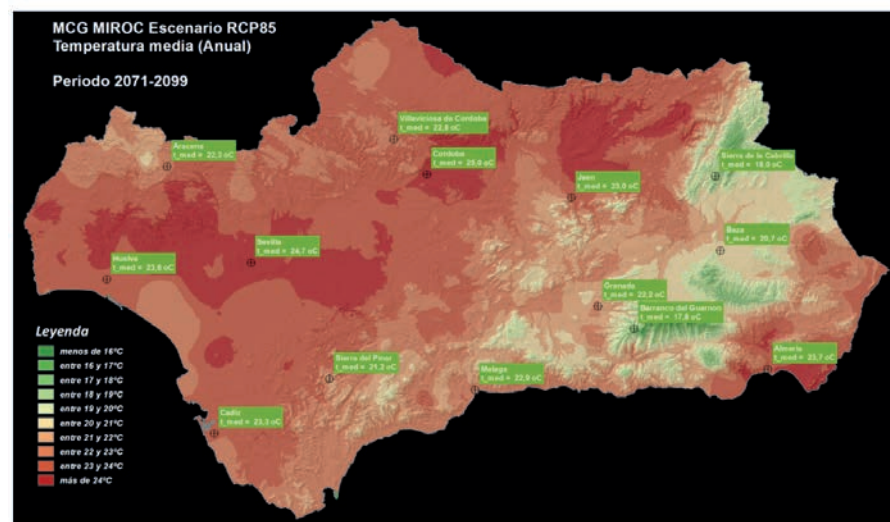 MCG MIROC Escenario RCP85
Temperatura media (Anual)
Periodo 2071-2099
Villaviciosa de Cordoba
t_med = 22,8 oC
Aracena
t_med = 22,3 oC
Cordoba
t_med = 25,0 oC
Jaen
t_med = 23,8 oC
Sierra de la Cabrilla
t_med = 18,3 oC
Baza
t_med = 20,7 oC
Sevilla
t_med = 24,7 oC
Huelva
t_med = 23,8 oC
Granada
t_med = 22,2 oC
Barranco del Guarnon
t_med = 17,8 oC
Almeria
t_med = 23,7 oC
Sierra del Pinar
t_med = 21,2 oC
Malaga
t_med = 22,9 oC
Cadiz
t_med = 23,3 oC
Leyenda
menos de 16ºC
entre 16 y 17ºC
entre 17 y 18ºC
entre 18 y 19ºC
entre 19 y 20ºC
entre 20 y 21ºC
entre 21 y 22ºC
entre 22 y 23ºC
entre 23 y 24ºC
más de 24ºC